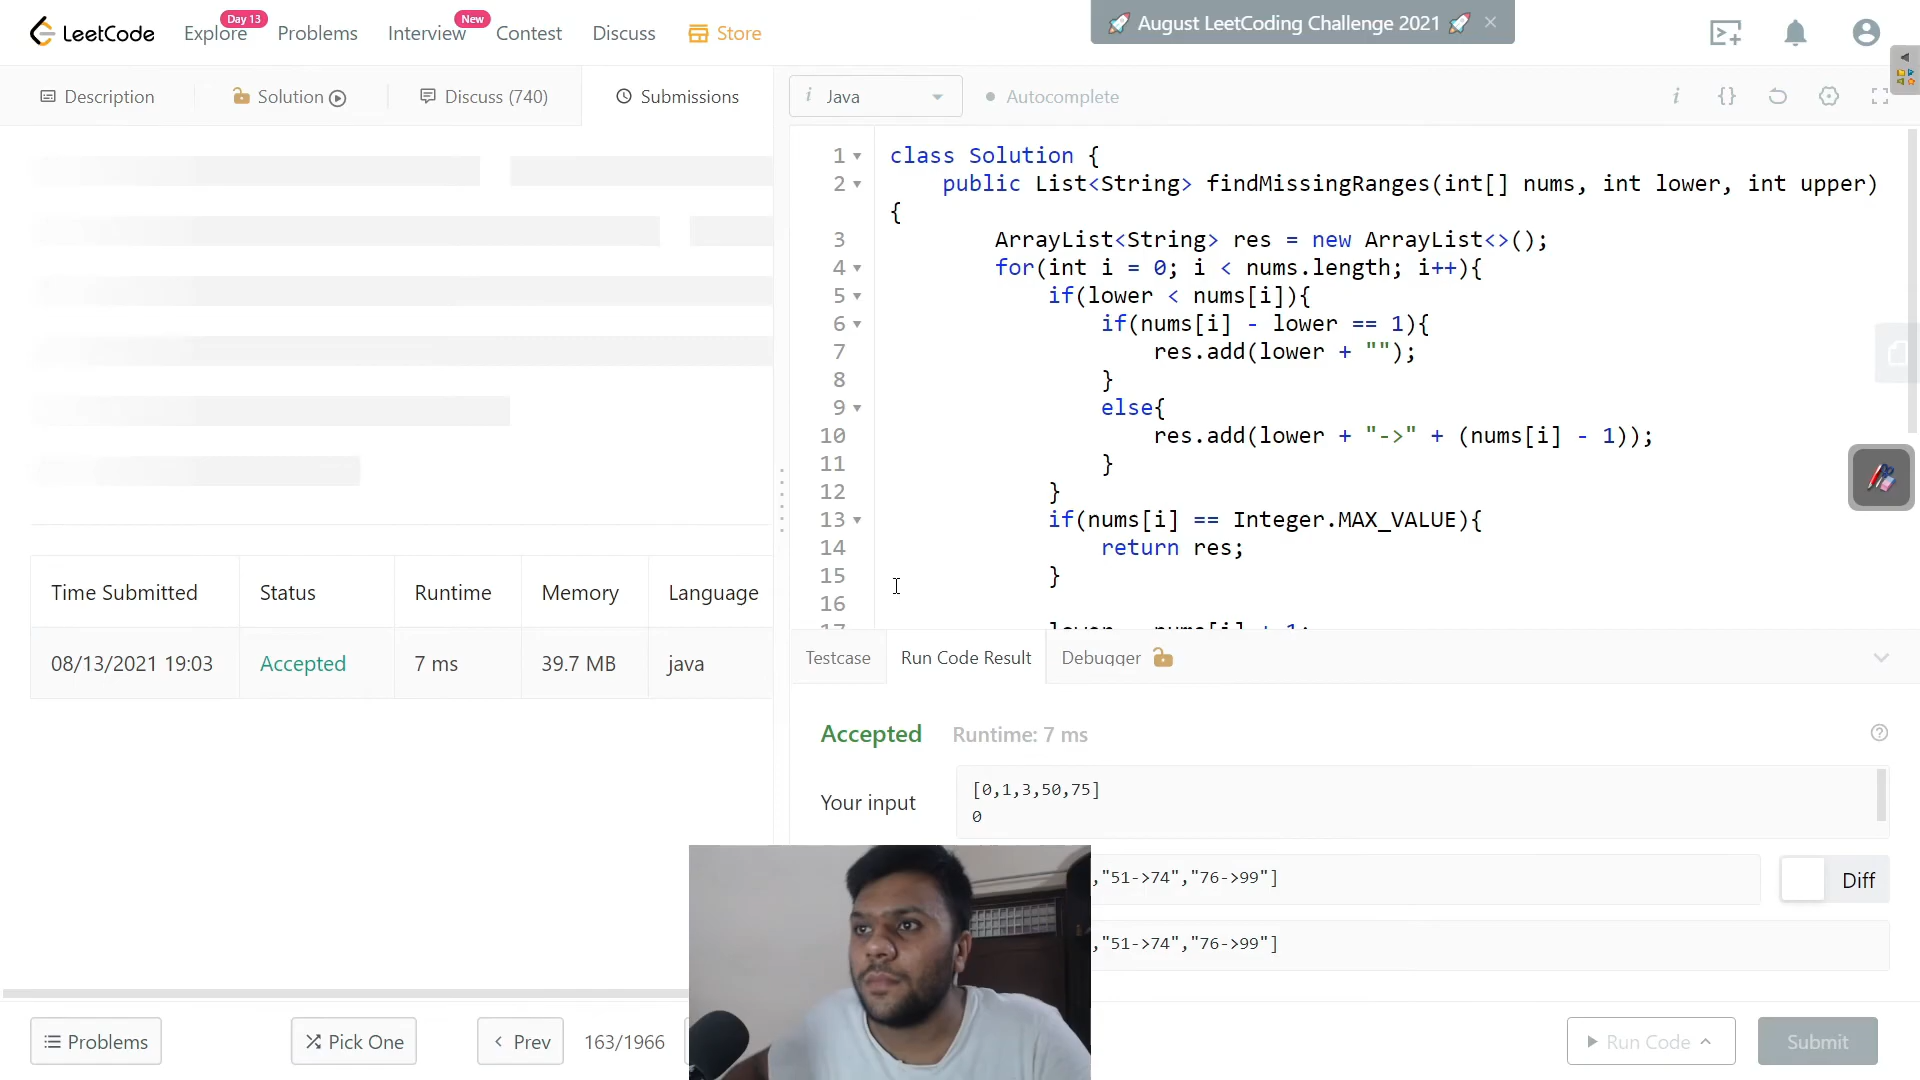 LeetCode
Explore
Day 13
Problems
Interview
New
Contest
Discuss
Store
🚀 August LeetCoding Challenge 2021 🚀
Description
Solution
Discuss (740)
Submissions
i Java
Autocomplete
i {}
1 class Solution {
2 public List<String> findMissingRanges(int[] nums, int lower, int upper)
{
3 ArrayList<String> res = new ArrayList<>();
4 for(int i = 0; i < nums.length; i++){
5 if(lower < nums[i]){
6 if(nums[i] - lower == 1){
7 res.add(lower + "");
8 }
9 else{
10 res.add(lower + "->" + (nums[i] - 1));
11 }
12 }
13 if(nums[i] == Integer.MAX_VALUE){
14 return res;
15 }
16
17 lower = nums[i] + 1;
Time Submitted Status Runtime Memory Language
08/13/2021 19:03 Accepted 7 ms 39.7 MB java
Testcase
Run Code Result
Debugger
Accepted Runtime: 7 ms
Your input
[0,1,3,50,75]
0
,"51->74","76->99"]
Diff
,"51->74","76->99"]
Problems
Pick One
Prev
163/1966
Run Code
Submit